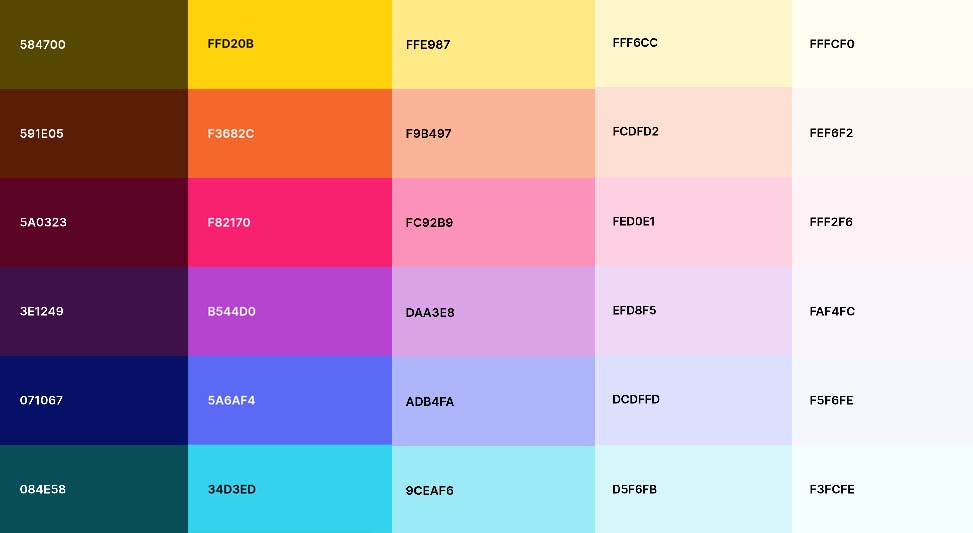 584700 FFD20B FFE987 FFF6CC FFFCF0
591E05 F3682C F9B497 FCDFD2 FEF6F2
5A0323 F82170 FC92B9 FED0E1 FFF2F6
3E1249 B544D0 DAA3E8 EFD8F5 FAF4FC
071067 5A6AF4 ADB4FA DCDFFD F5F6FE
084E58 34D3ED 9CEAF6 D5F6FB F3FCFE